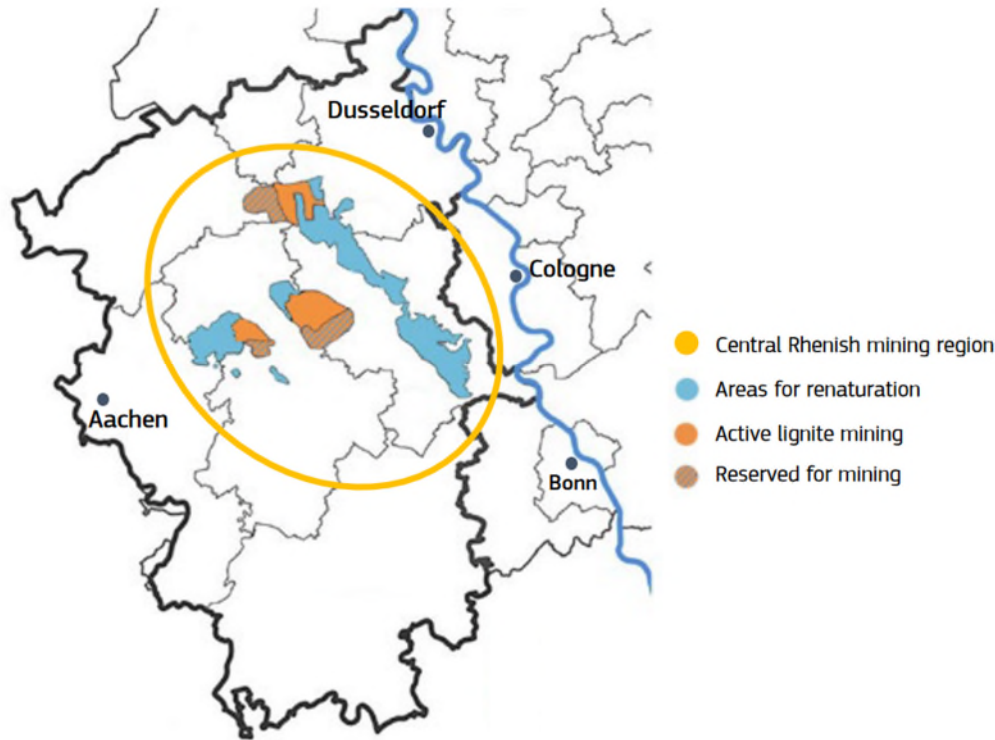 Dusseldorf
Cologne
Aachen
Bonn
Central Rhenish mining region
Areas for renaturation
Active lignite mining
Reserved for mining